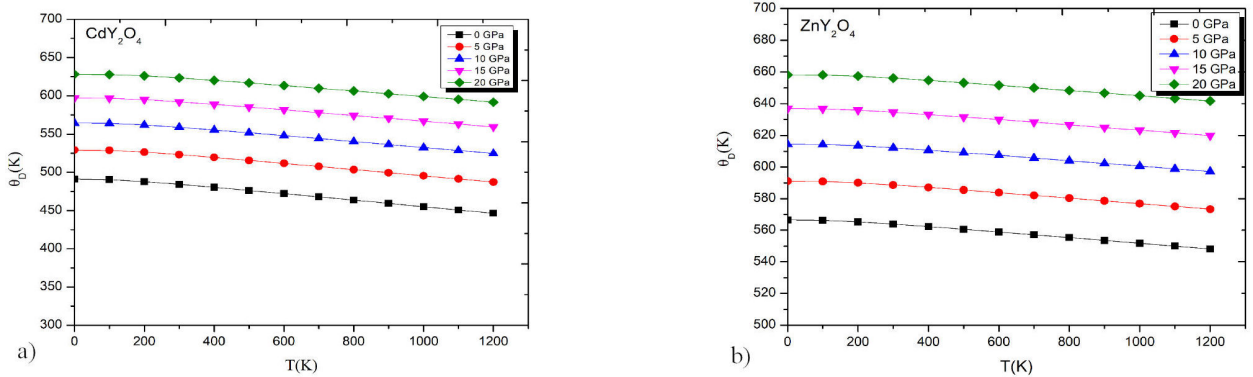 CdY₂O₄
0 GPa
5 GPa
10 GPa
15 GPa
20 GPa
700
650
600
550
500
450
400
350
300
θD(K)
0 200 400 600 800 1000 1200
T(K)
a)
ZnY₂O₄
0 GPa
5 GPa
10 GPa
15 GPa
20 GPa
700
680
660
640
620
600
580
560
540
520
500
θD(K)
0 200 400 600 800 1000 1200
T(K)
b)